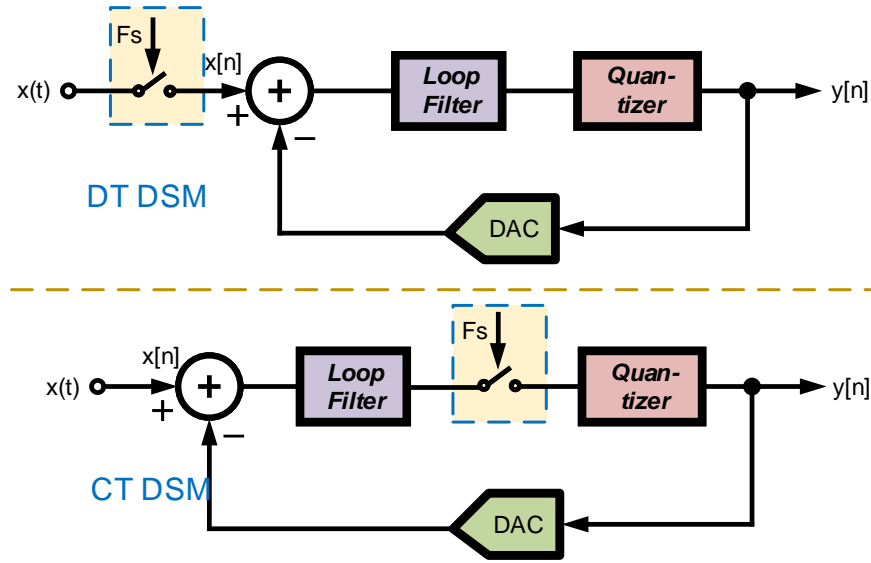 Fs
x(t)
x[n]
+
+
−
Loop
Filter
Quan-
tizer
y[n]
DT DSM
DAC
Fs
x(t)
x[n]
+
+
−
Loop
Filter
Quan-
tizer
y[n]
CT DSM
DAC